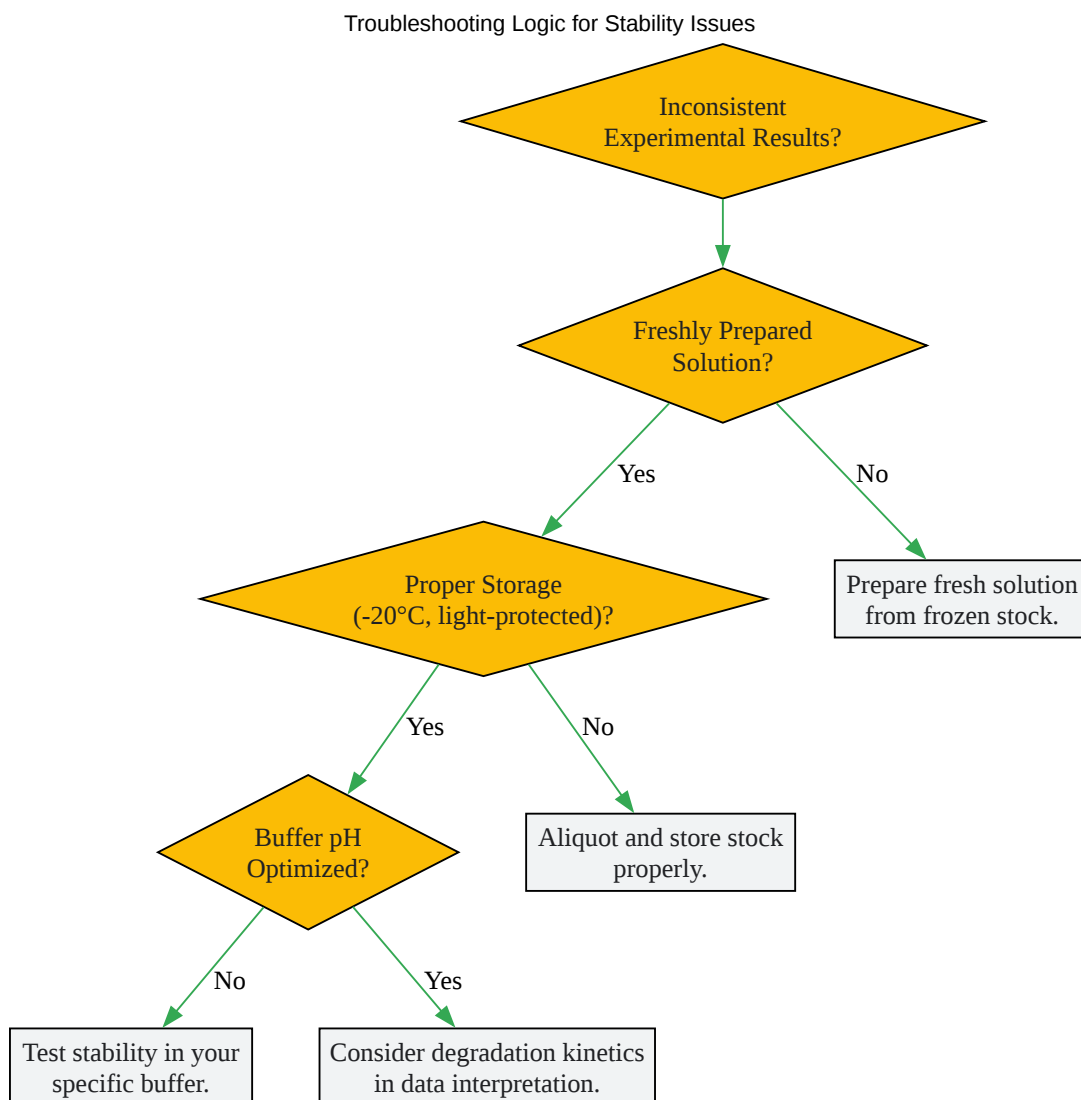 Troubleshooting Logic for Stability Issues
Inconsistent
Experimental Results?
Freshly Prepared
Solution?
Yes
No
Proper Storage
(-20°C, light-protected)?
Prepare fresh solution
from frozen stock.
Yes
No
Buffer pH
Optimized?
Aliquot and store stock
properly.
No
Yes
Test stability in your
specific buffer.
Consider degradation kinetics
in data interpretation.